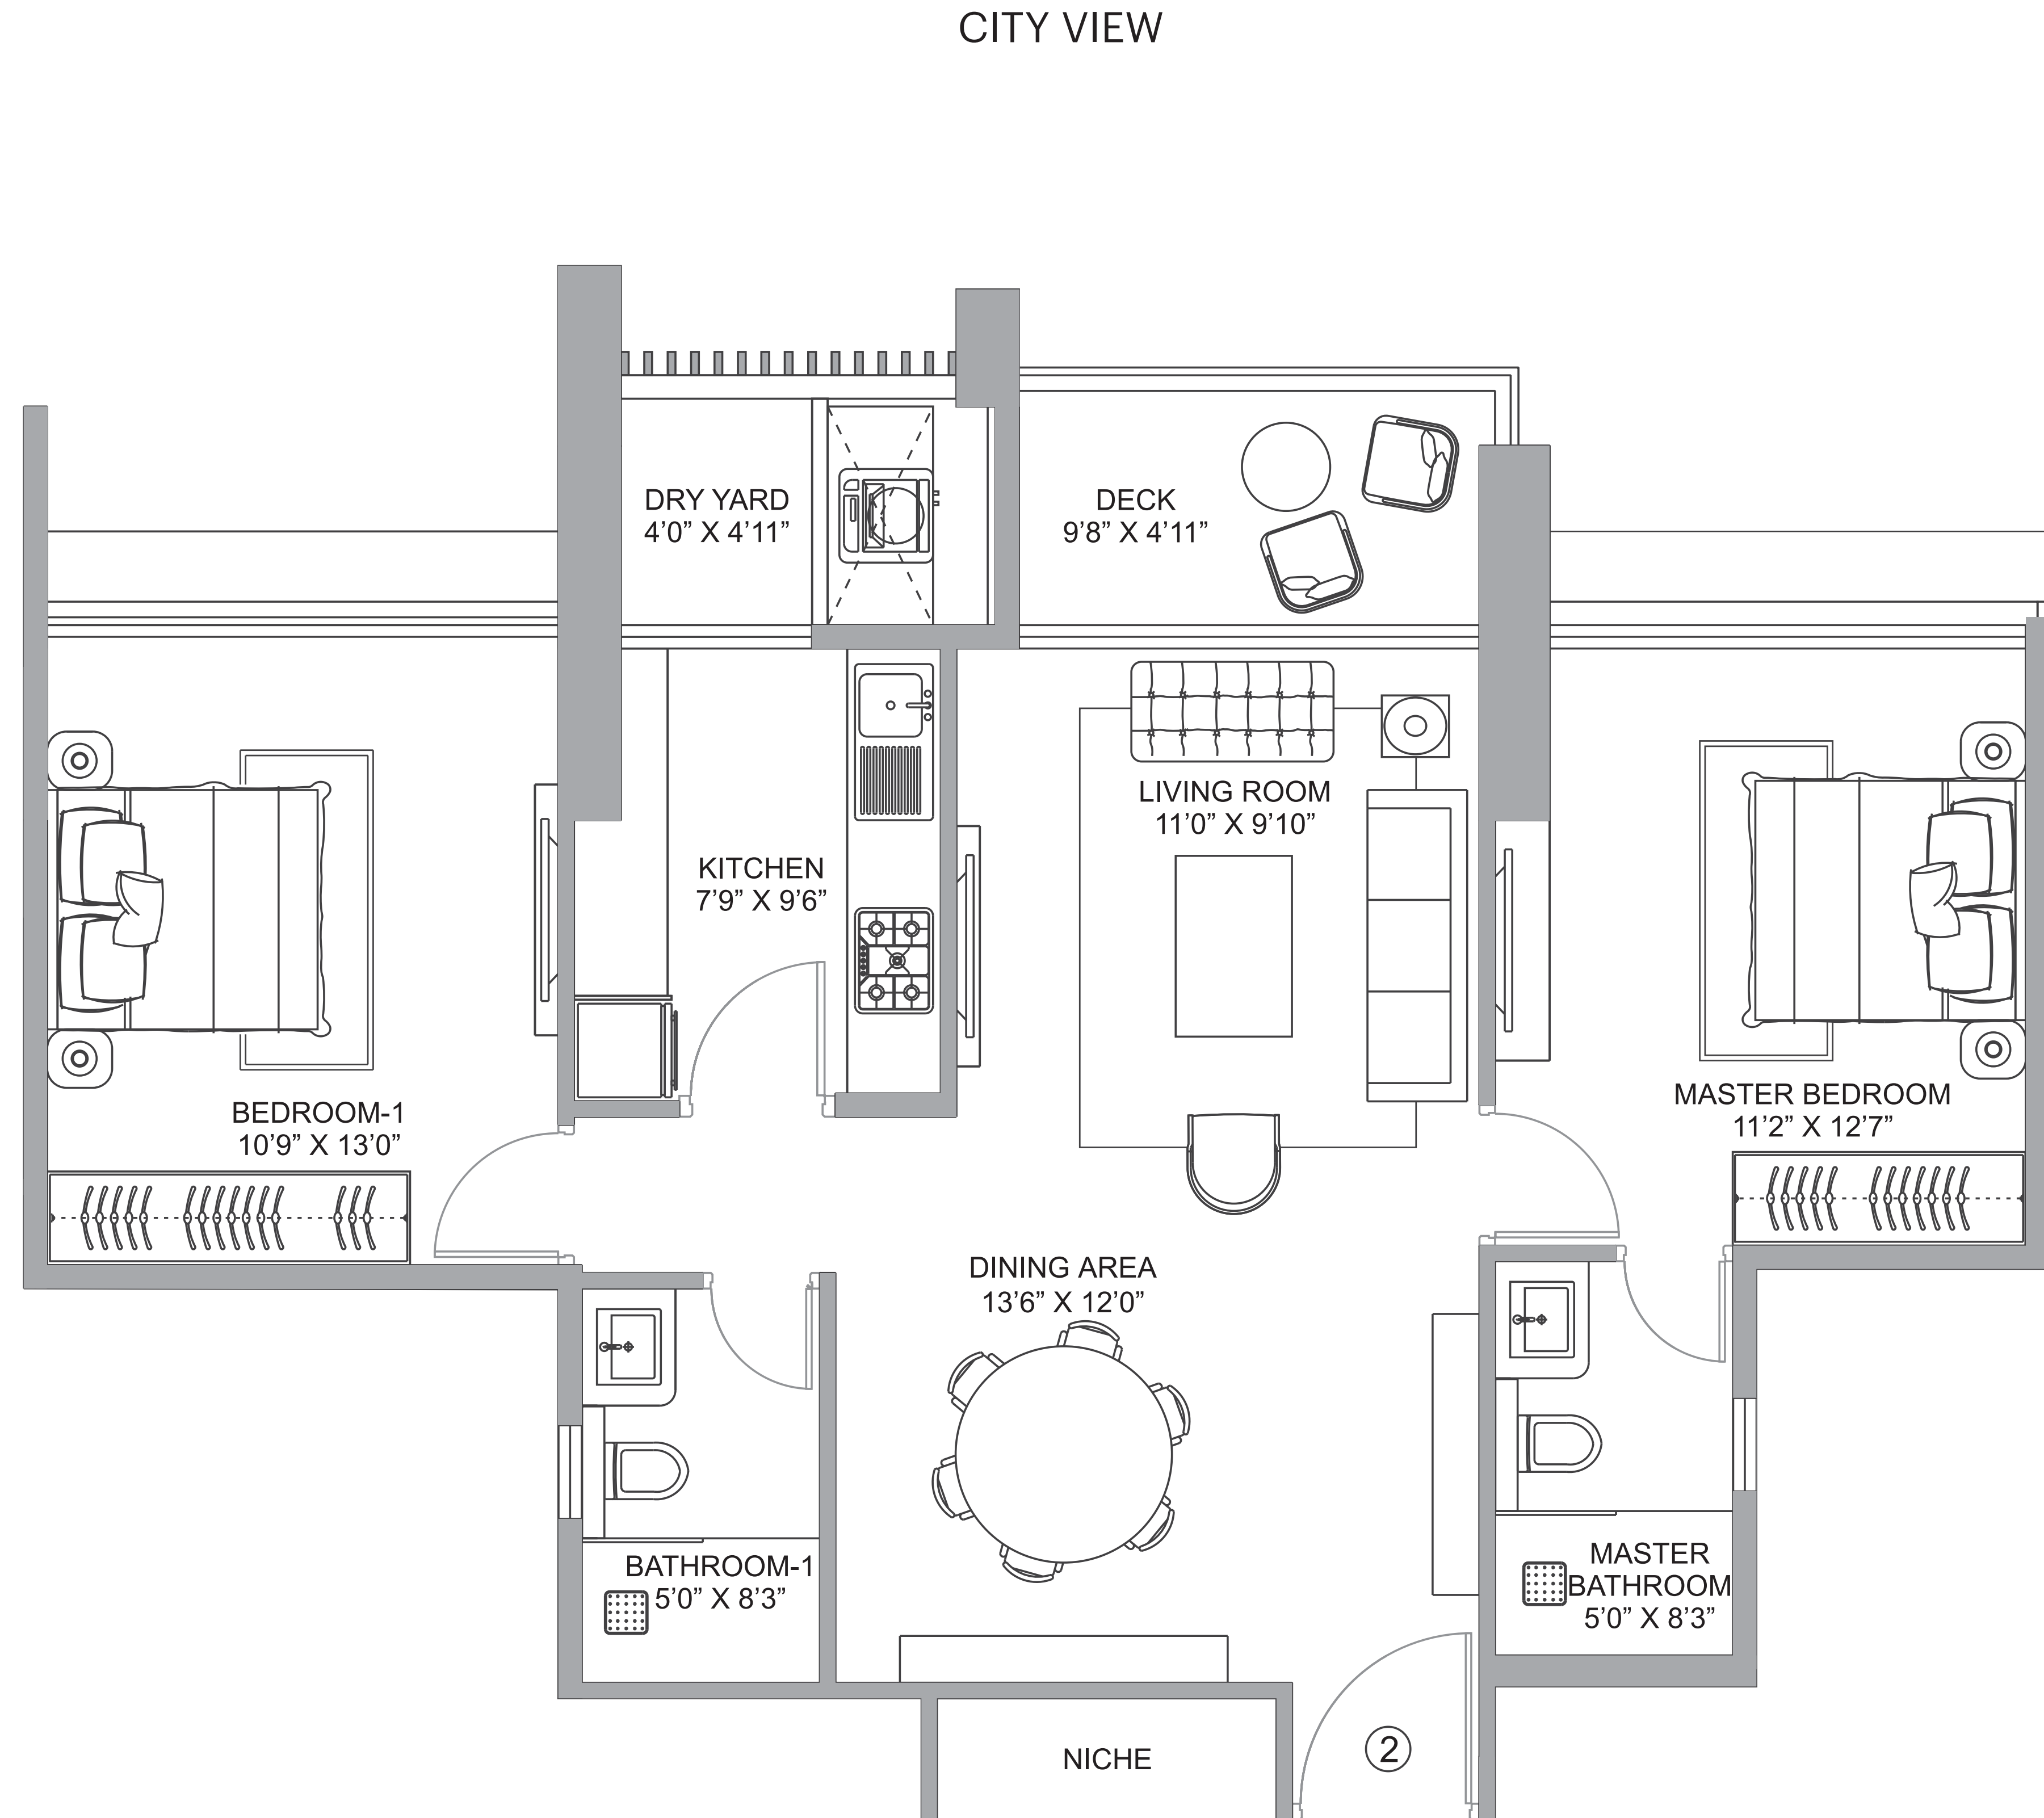 CITY VIEW
DRY YARD
4’0” X 4’11”
DECK
9’8” X 4’11”
LIVING ROOM
11’0” X 9’10”
KITCHEN
7’9” X 9’6”
BEDROOM-1
10’9” X 13’0”
MASTER BEDROOM
11’2” X 12’7”
DINING AREA
13’6” X 12’0”
BATHROOM-1
5’0” X 8’3”
MASTER
BATHROOM
5’0” X 8’3”
NICHE
2